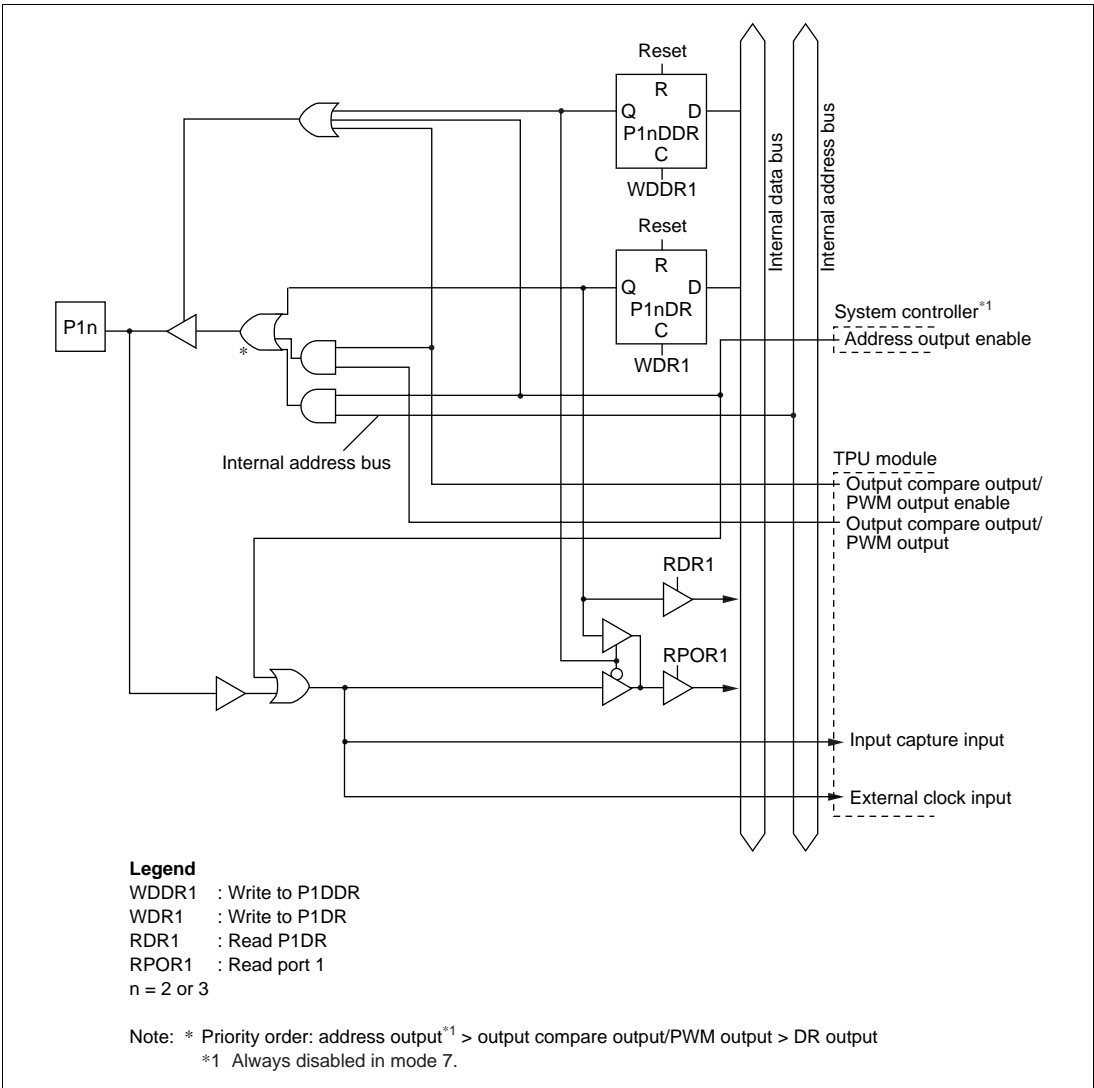 Reset
R
Q D
P1nDDR
C
WDDR1
Internal data bus
Internal address bus
Reset
R
Q D
P1nDR
C
WDR1
P1n
*
System controller*1
Address output enable
Internal address bus
TPU module
Output compare output/
PWM output enable
Output compare output/
PWM output
RDR1
RPOR1
Input capture input
External clock input
Legend
WDDR1 : Write to P1DDR
WDR1 : Write to P1DR
RDR1 : Read P1DR
RPOR1 : Read port 1
n = 2 or 3
Note: * Priority order: address output*1 > output compare output/PWM output > DR output
*1 Always disabled in mode 7.